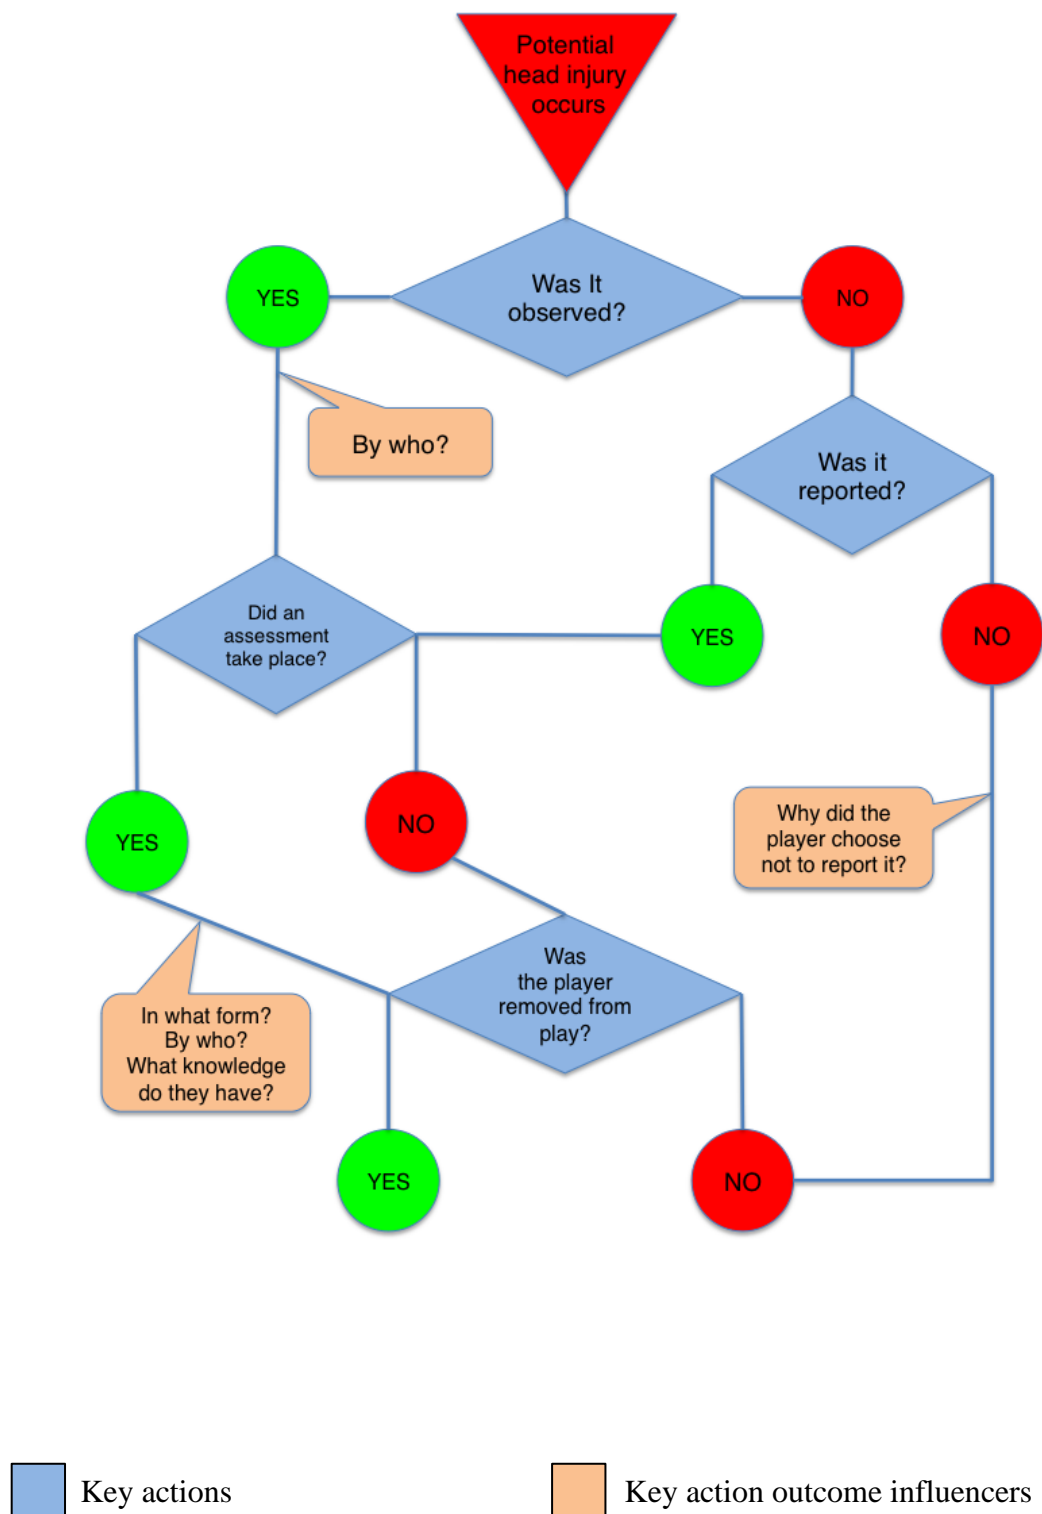 Potential
head injury
occurs
YES
Was It
observed?
NO
By who?
Was it
reported?
Did an
assessment
take place?
YES
NO
YES
NO
Why did the
player choose
not to report it?
In what form?
By who?
What knowledge
do they have?
Was
the player
removed from
play?
YES
NO
Key actions
Key action outcome influencers